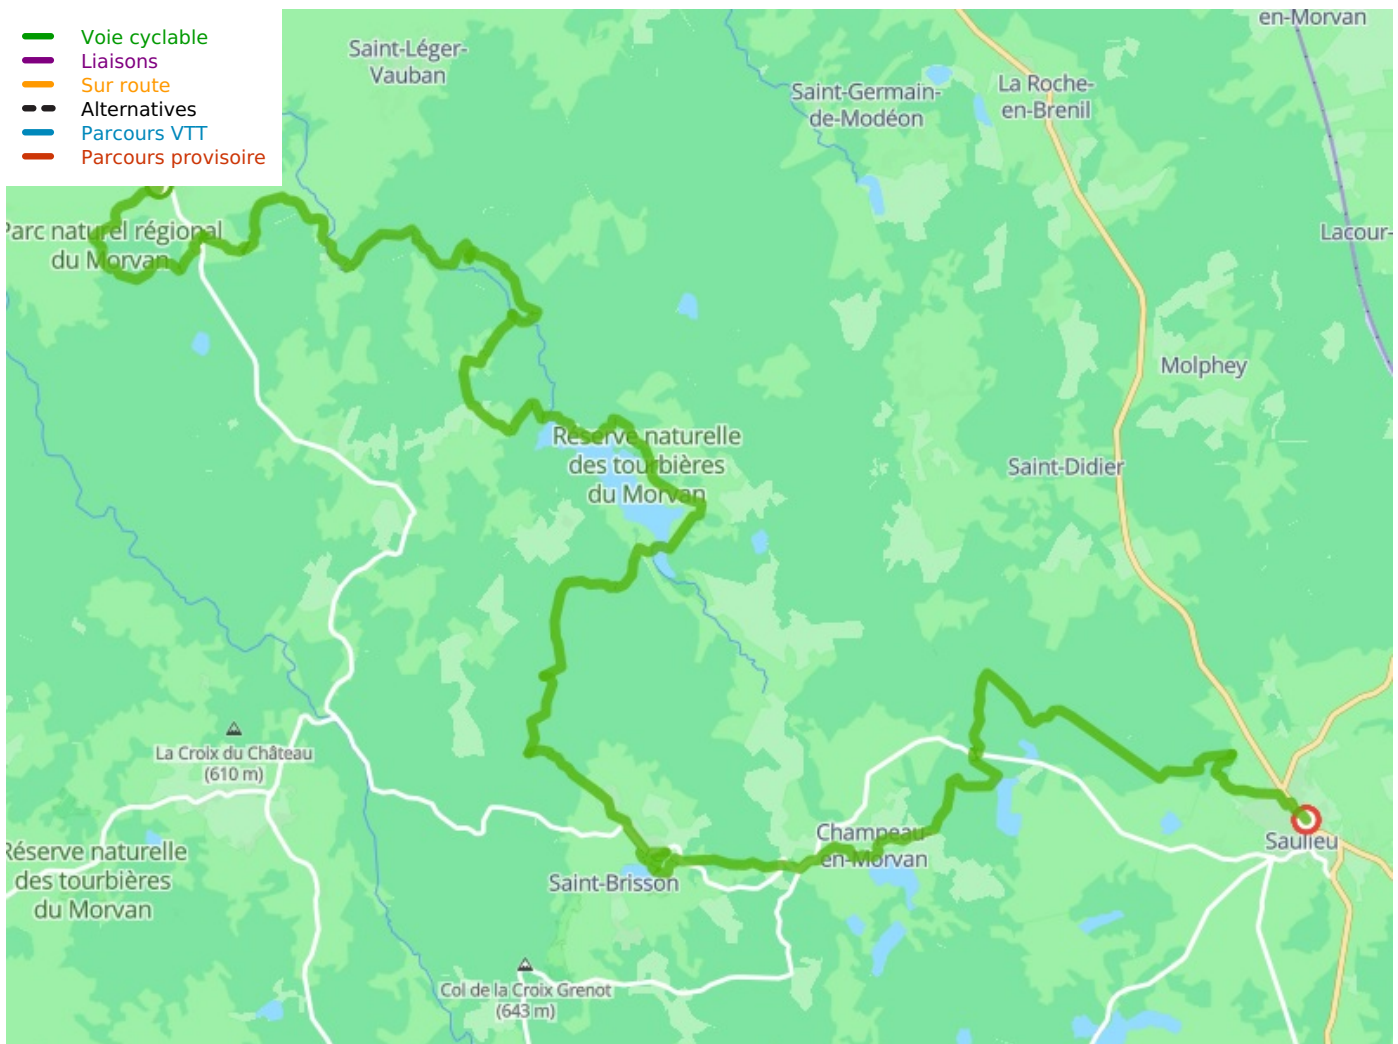 Voie cyclable
Liaisons
Sur route
Alternatives
Parcours VTT
Parcours provisoire
en-Morvan
Saint-Léger-
Vauban
Saint-Germain-
de-Modéon
La Roche-
en-Brenil
Parc naturel régional
du Morvan
Lacour-
Molphey
Réserve naturelle
des tourbières
du Morvan
Saint-Didier
La Croix du Château
(610 m)
Réserve naturelle
des tourbières
du Morvan
Champeau-
en-Morvan
Saulieu
Saint-Brisson
Col de la Croix Grenot
(643 m)